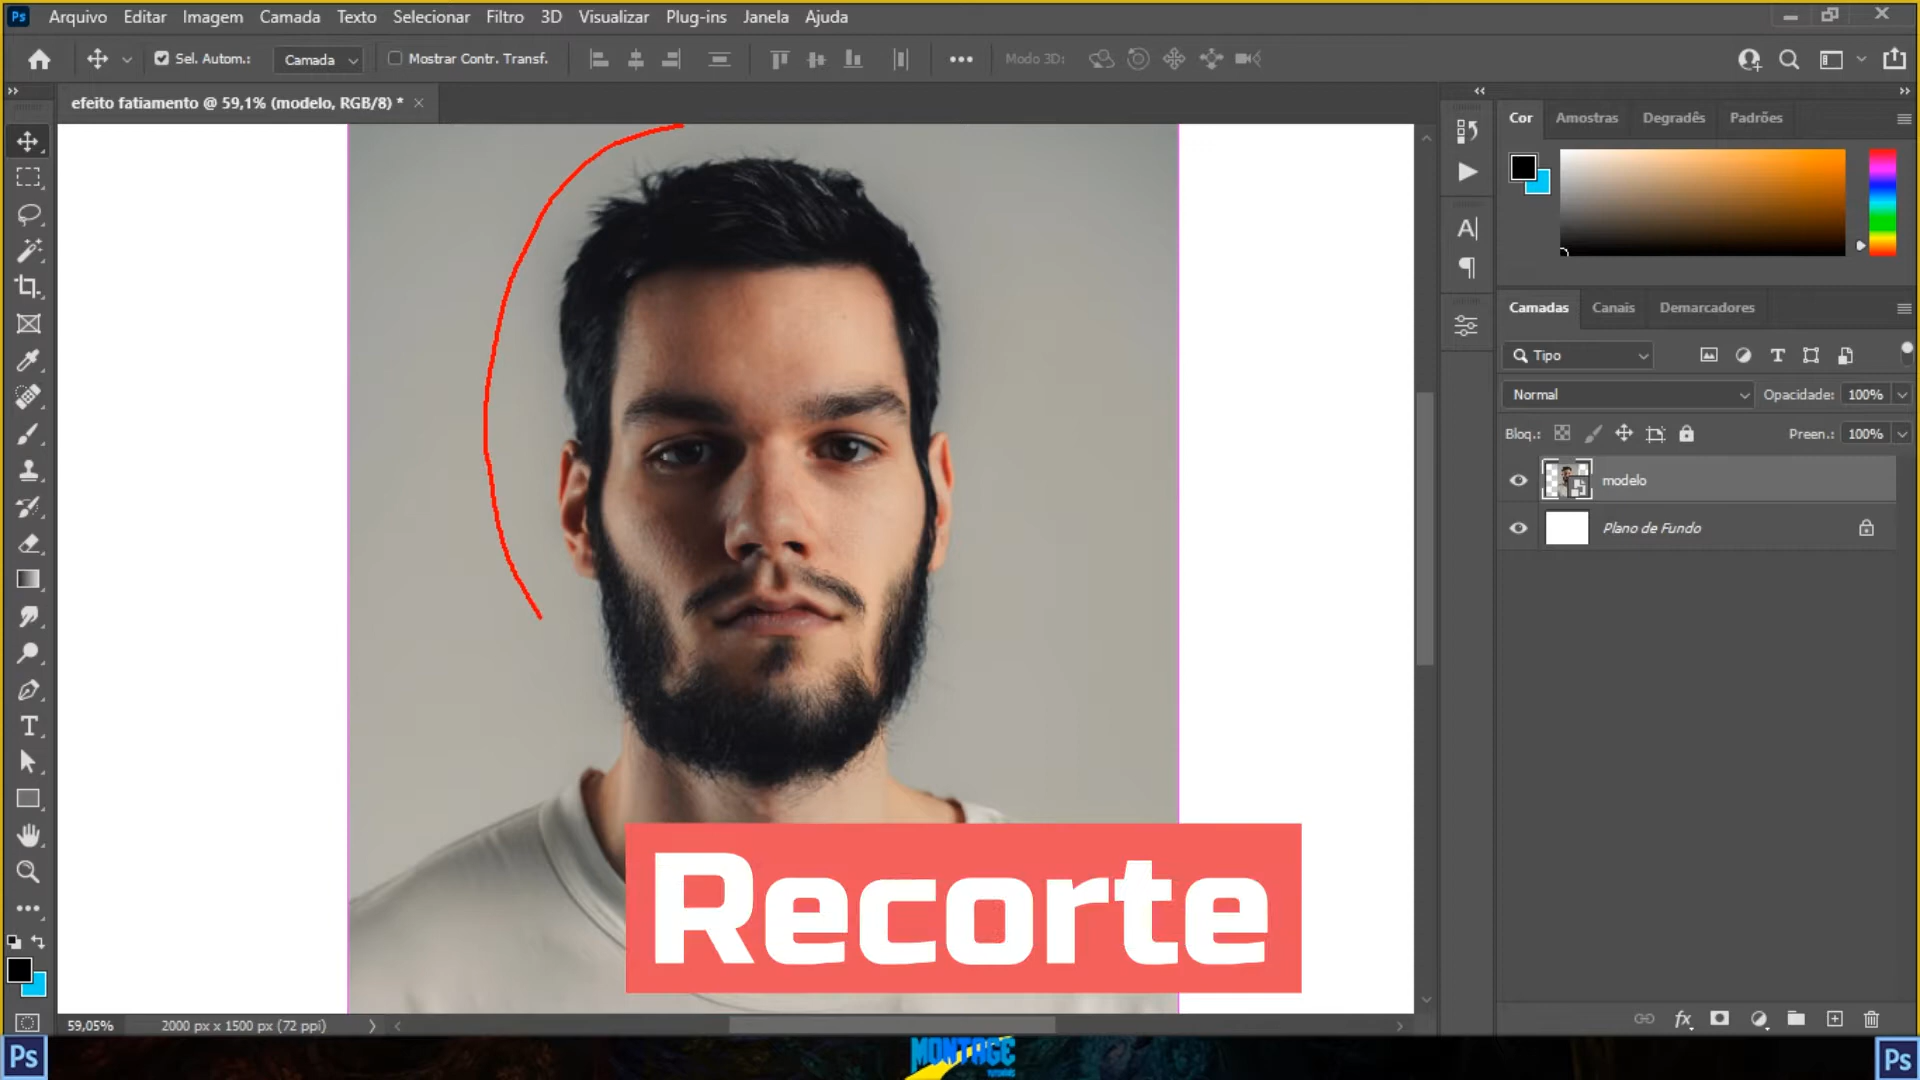 Ps Arquivo Editar Imagem Camada Texto Selecionar Filtro 3D Visualizar Plug-ins Janela Ajuda
Sel. Autom.: Camada Mostrar Contr. Transf. Modo 3D:
efeito fatiamento @ 59,1% (modelo, RGB/8) *
Cor Amostras Degradês Padrões
Camadas Canais Demarcadores
Tipo
Normal Opacidade: 100%
Bloq.: Preen.: 100%
modelo
Plano de Fundo
Recorte
59,05% 2000 px x 1500 px (72 ppi)
Ps MONTAGE Ps